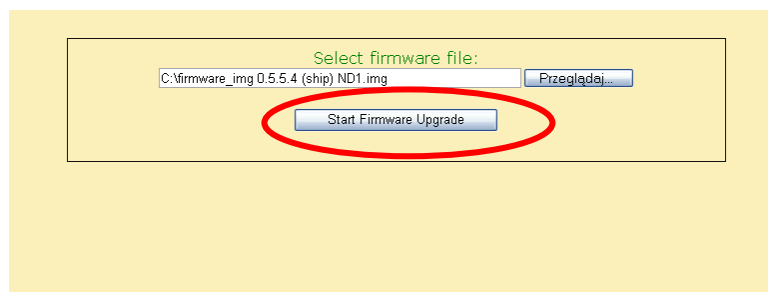 Select firmware file:
C:\firmware_img 0.5.5.4 (ship) ND1.img Przeglądaj...
Start Firmware Upgrade